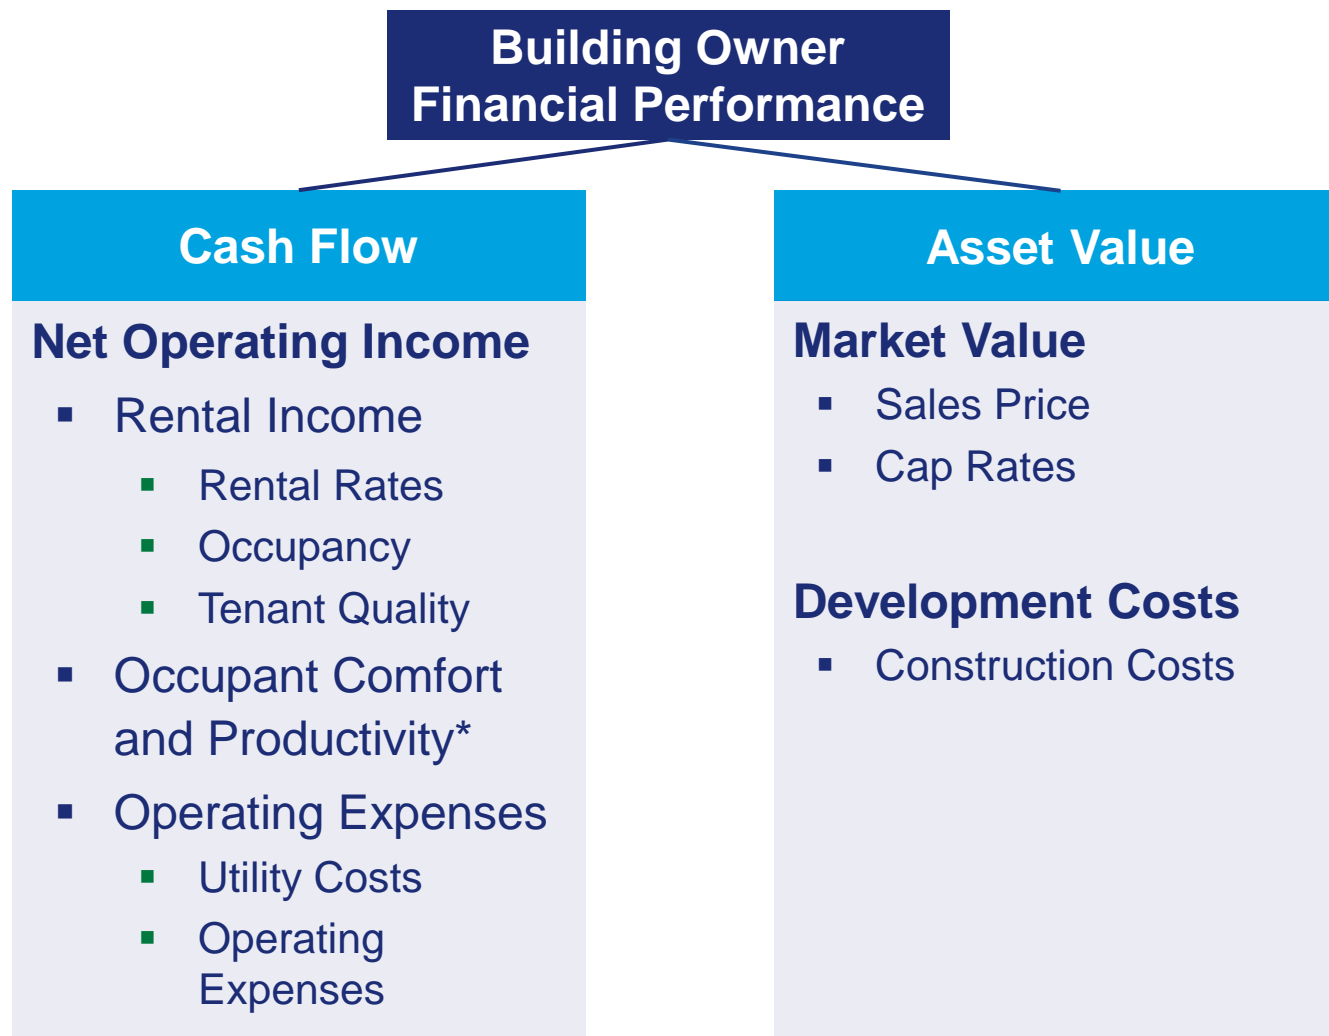 Building Owner
Financial Performance
Cash Flow
Net Operating Income
Rental Income
Rental Rates
Occupancy
Tenant Quality
Occupant Comfort
and Productivity*
Operating Expenses
Utility Costs
Operating
Expenses
Asset Value
Market Value
Sales Price
Cap Rates
Development Costs
Construction Costs